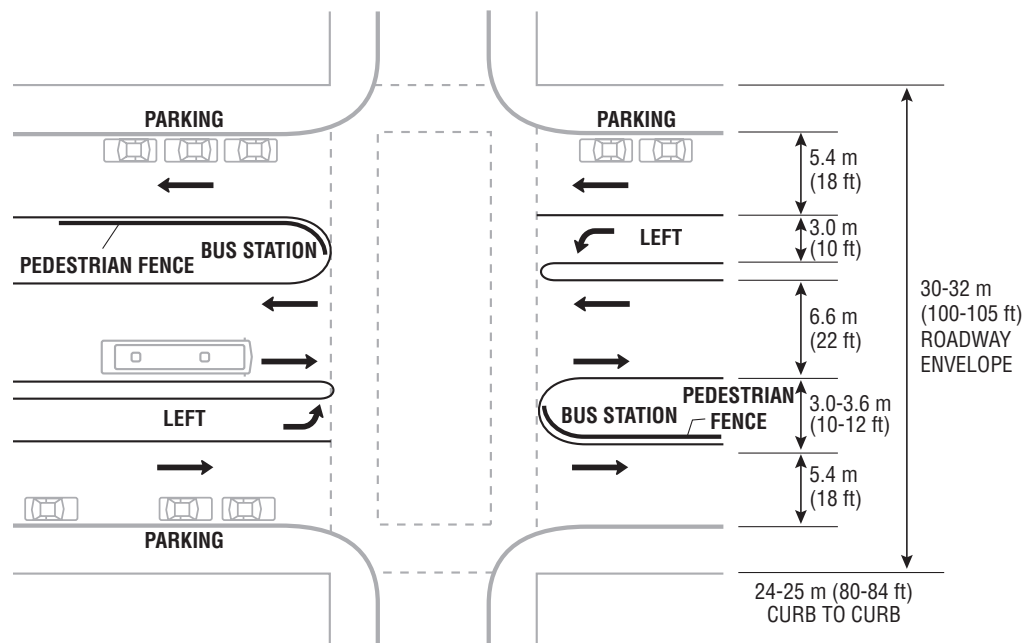 PARKING
PARKING
5.4 m
(18 ft)
3.0 m
(10 ft)
LEFT
BUS STATION
PEDESTRIAN FENCE
6.6 m
(22 ft)
30-32 m
(100-105 ft)
ROADWAY
ENVELOPE
LEFT
BUS STATION
PEDESTRIAN
FENCE
3.0-3.6 m
(10-12 ft)
5.4 m
(18 ft)
PARKING
24-25 m (80-84 ft)
CURB TO CURB